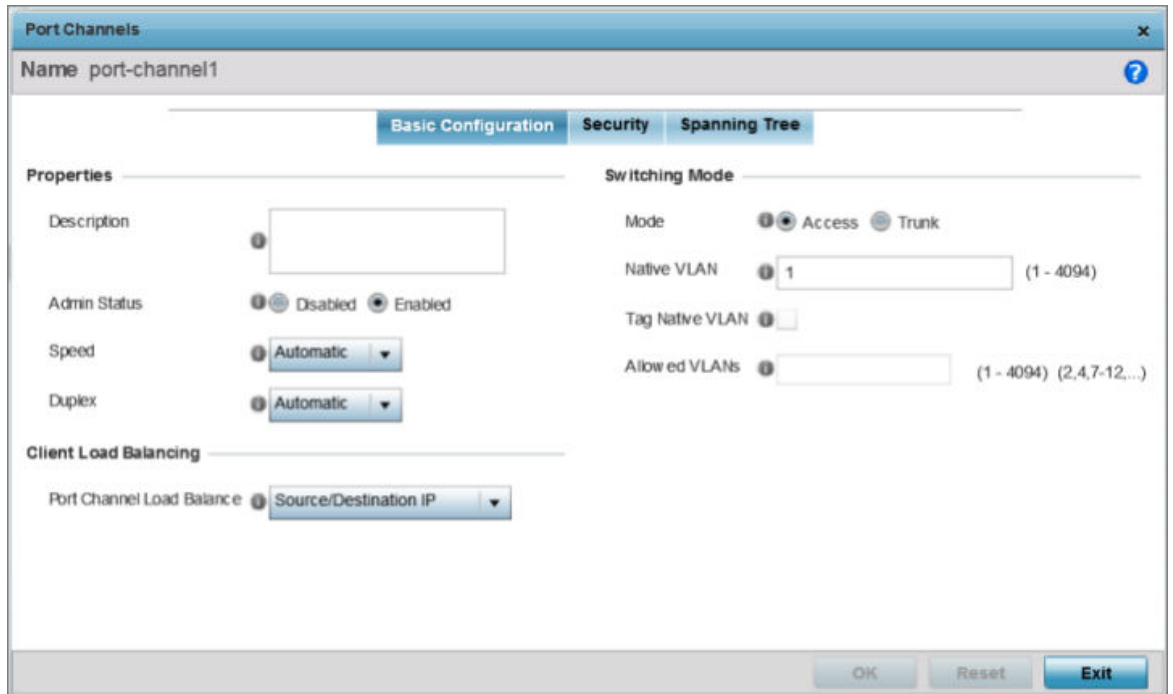 Port Channels
Name port-channel1
Basic Configuration Security Spanning Tree
Properties
Description
Admin Status Disabled Enabled
Speed Automatic
Duplex Automatic
Client Load Balancing
Port Channel Load Balance Source/Destination IP
Switching Mode
Mode Access Trunk
Native VLAN 1 (1 - 4094)
Tag Native VLAN
Allowed VLANs (1 - 4094) (2,4,7-12,...)
OK Reset Exit